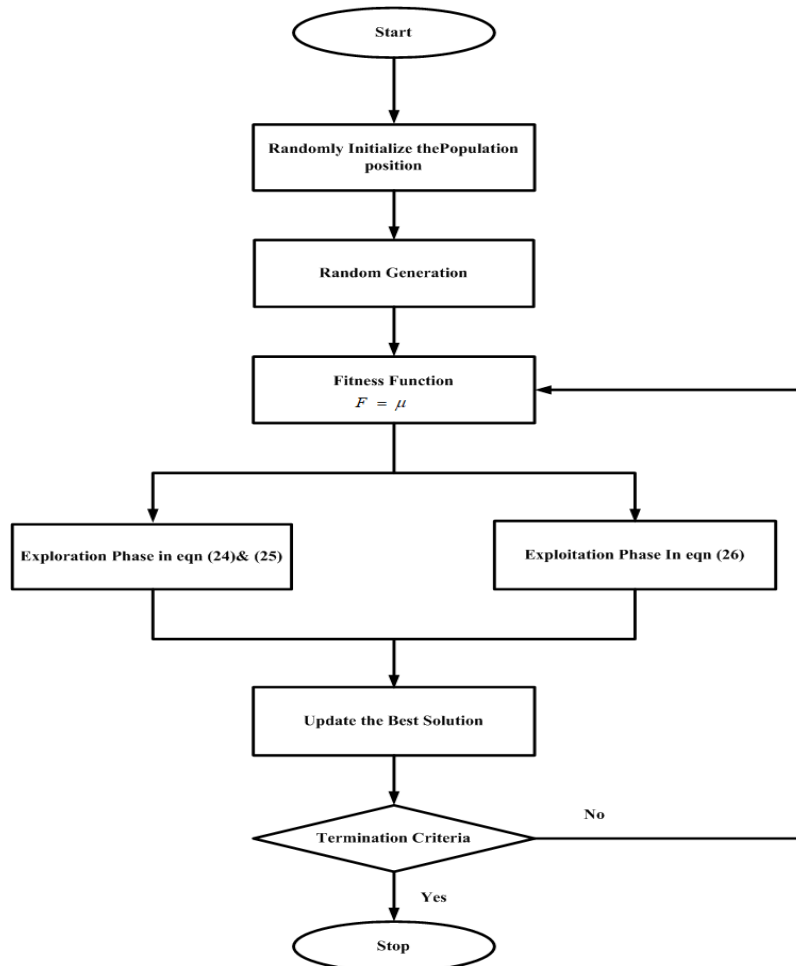 Start
Randomly Initialize thePopulation
position
Random Generation
Fitness Function
F = μ
Exploration Phase in eqn (24)& (25)
Exploitation Phase In eqn (26)
Update the Best Solution
Termination Criteria
No
Yes
Stop